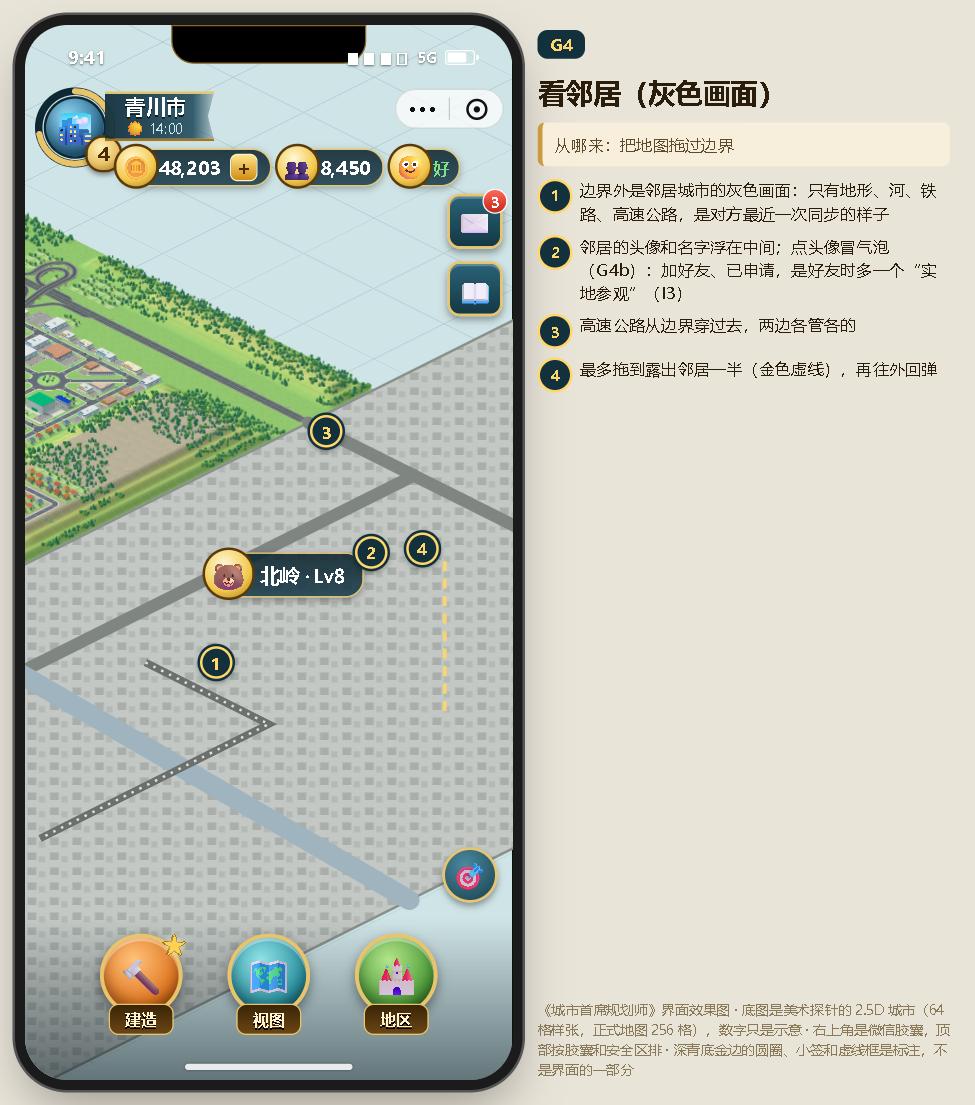 9:41
5G
青川市
14:00
4
48,203
+
8,450
好
3
3
2
4
北岭 · Lv8
1
建造
视图
地区
G4
看邻居（灰色画面）
从哪来：把地图拖过边界
1 边界外是邻居城市的灰色画面：只有地形、河、铁
路、高速公路，是对方最近一次同步的样子
2 邻居的头像和名字浮在中间；点头像冒气泡
（G4b）：加好友、已申请，是好友时多一个“实
地参观”（I3）
3 高速公路从边界穿过去，两边各管各的
4 最多拖到露出邻居一半（金色虚线），再往外回弹
《城市首席规划师》界面效果图 · 底图是美术探针的 2.5D 城市（64
格样张，正式地图 256 格），数字只是示意 · 右上角是微信胶囊，顶
部按胶囊和安全区排 · 深青底金边的圆圈、小签和虚线框是标注，不
是界面的一部分